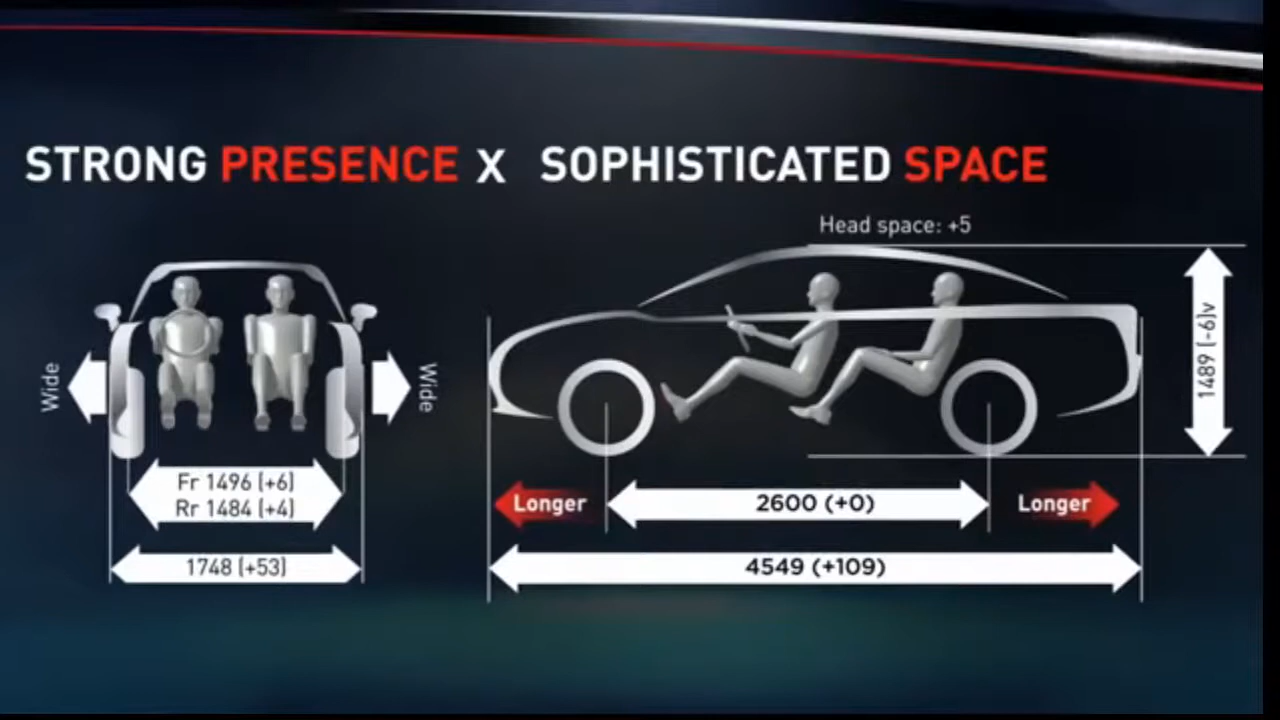 STRONG PRESENCE X SOPHISTICATED SPACE
Head space: +5
Wide
Wide
Fr 1496 (+6)
Rr 1484 (+4)
1748 (+53)
1489 (-6)v
Longer
2600 (+0)
Longer
4549 (+109)